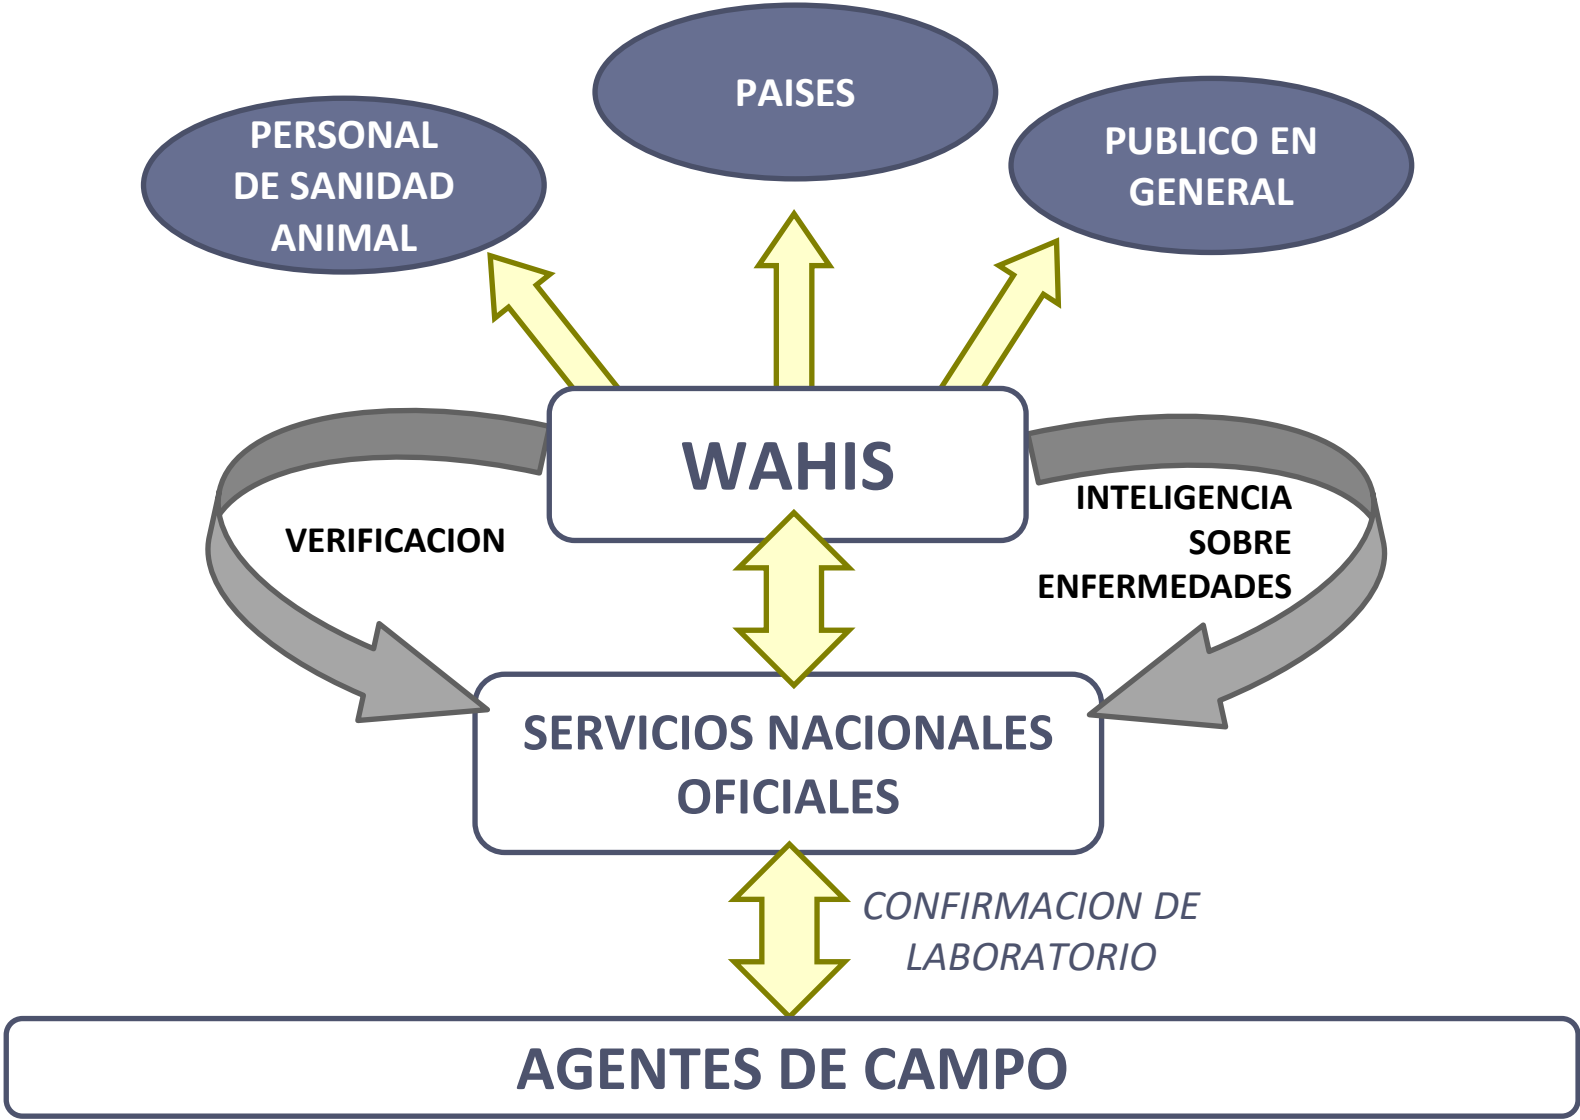 PAISES
PERSONAL
DE SANIDAD
ANIMAL
PUBLICO EN
GENERAL
WAHIS
VERIFICACION
INTELIGENCIA
SOBRE
ENFERMEDADES
SERVICIOS NACIONALES
OFICIALES
CONFIRMACION DE
LABORATORIO
AGENTES DE CAMPO